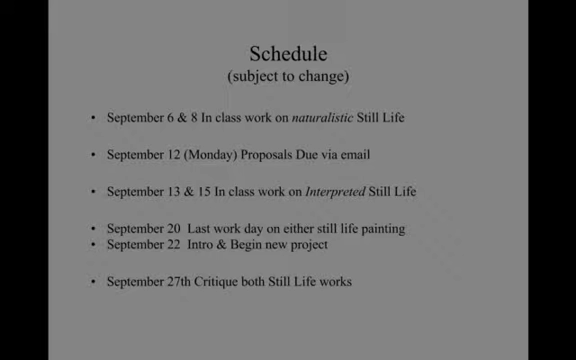 Schedule
(subject to change)
• September 6 & 8 In class work on naturalistic Still Life
• September 12 (Monday) Proposals Due via email
• September 13 & 15 In class work on Interpreted Still Life
• September 20  Last work day on either still life painting
• September 22  Intro & Begin new project
• September 27th Critique both Still Life works